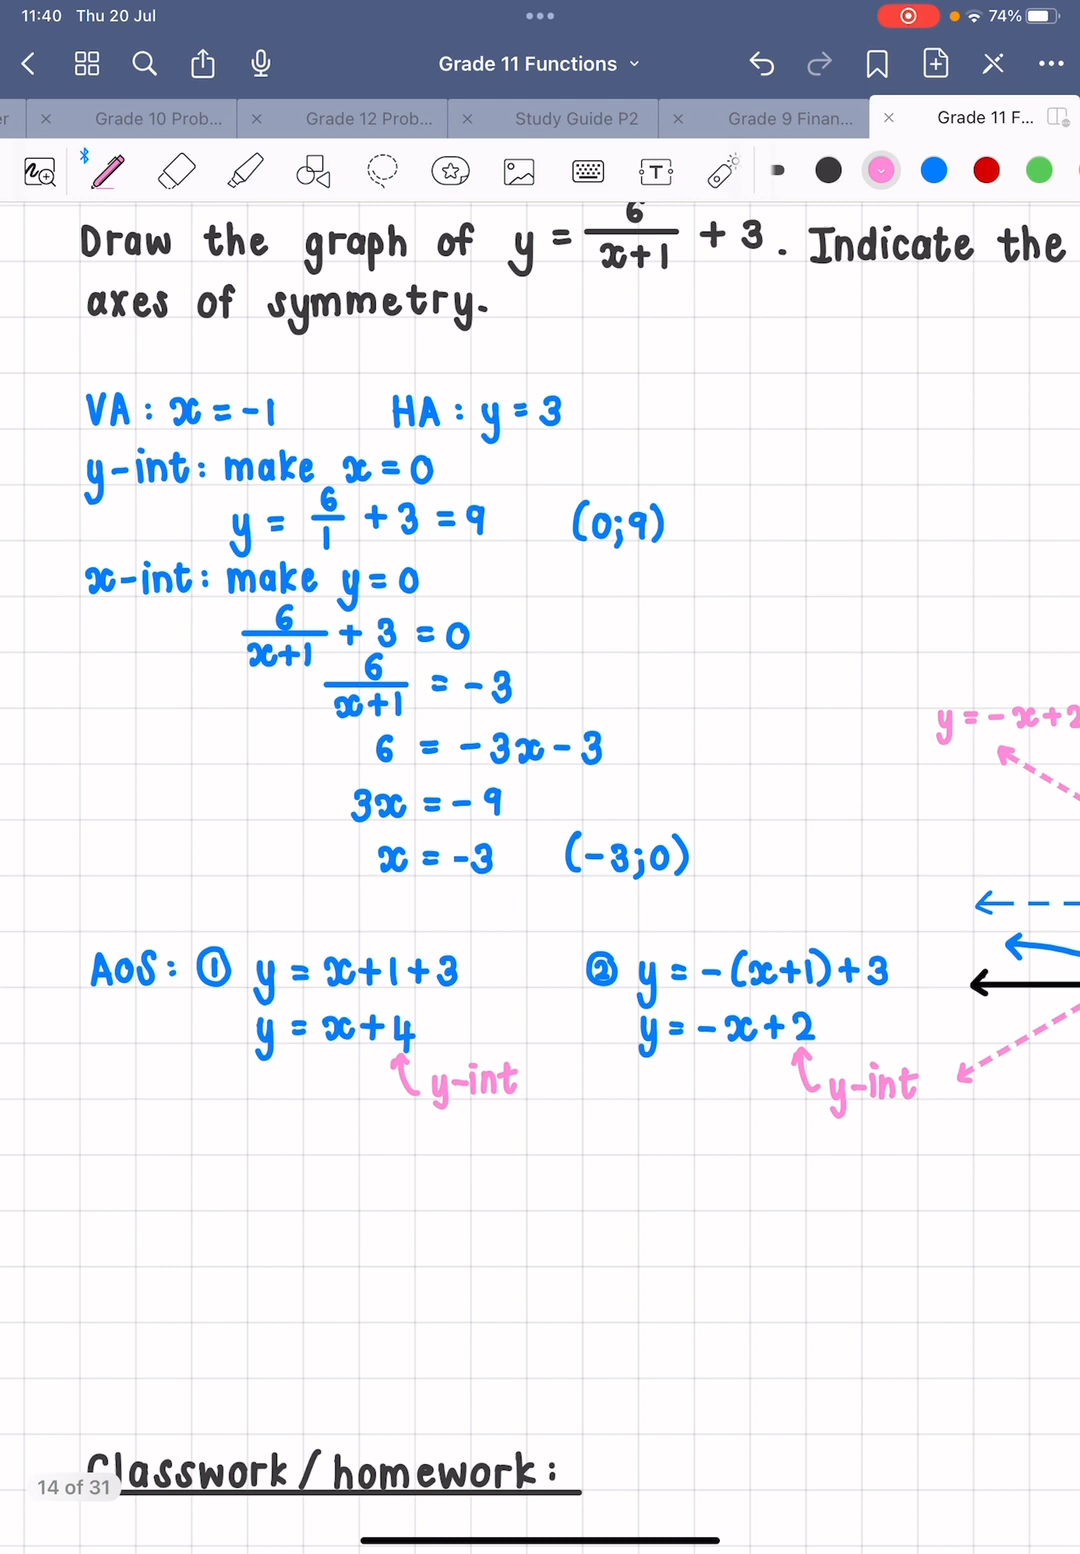 11:40 Thu 20 Jul
74%
Grade 11 Functions
er
Grade 10 Prob...
Grade 12 Prob...
Study Guide P2
Grade 9 Finan...
Grade 11 F...
Draw the graph of y = 6/(x+1) + 3. Indicate the
axes of symmetry.
VA : x = -1 HA : y = 3
y-int: make x = 0
y = 6/1 + 3 = 9 (0;9)
x-int: make y = 0
6/(x+1) + 3 = 0
6/(x+1) = -3
6 = -3x - 3
3x = -9
x = -3 (-3;0)
y = -x+2
AOS: ① y = x+1+3 ② y = -(x+1)+3
y = x+4 y = -x+2
y-int y-int
Classwork / homework:
14 of 31